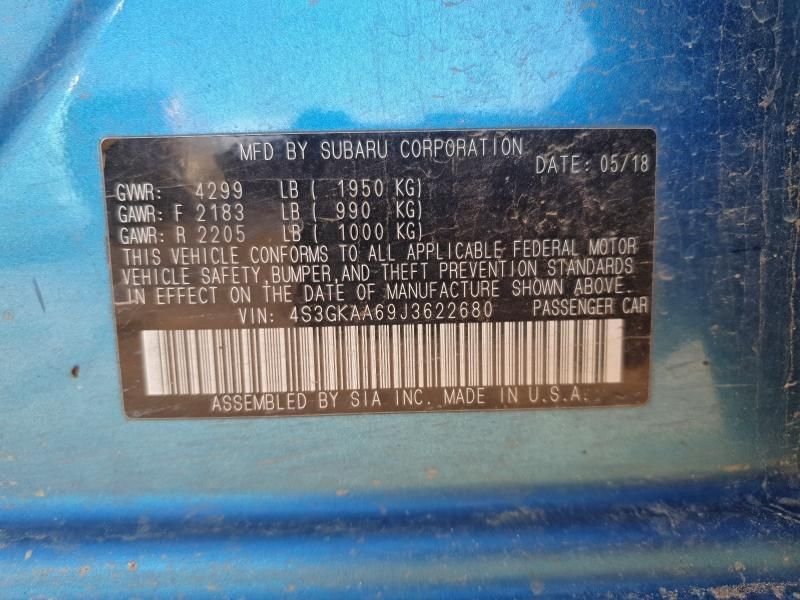 MFD BY SUBARU CORPORATION DATE: 05/18
GVWR: 4299 LB ( 1950 KG)
GAWR: F 2183 LB ( 990 KG)
GAWR: R 2205 LB ( 1000 KG)
THIS VEHICLE CONFORMS TO ALL APPLICABLE FEDERAL MOTOR
VEHICLE SAFETY,BUMPER,AND THEFT PREVENTION STANDARDS
IN EFFECT ON THE DATE OF MANUFACTURE SHOWN ABOVE.
VIN: 4S3GKAA69J3622680 PASSENGER CAR
ASSEMBLED BY SIA INC. MADE IN U.S.A.